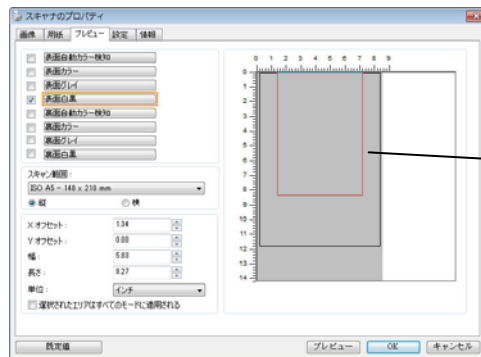 スキャナのプロパティ
画像 用紙 プレビュー 設定 情報
表面自動カラー検知
表面カラー
表面グレイ
表面白黒
裏面自動カラー検知
裏面カラー
裏面グレイ
裏面白黒
スキャン範囲:
ISO A5 - 148 x 210 mm
縦 横
X オフセット: 1.34
Y オフセット: 0.00
幅: 5.83
長さ: 8.27
単位: インチ
選択されたエリアはすべてのモードに適用される
0 1 2 3 4 5 6 7 8 9
0
1
2
3
4
5
6
7
8
9
10
11
12
13
14
既定値 プレビュー OK キャンセル